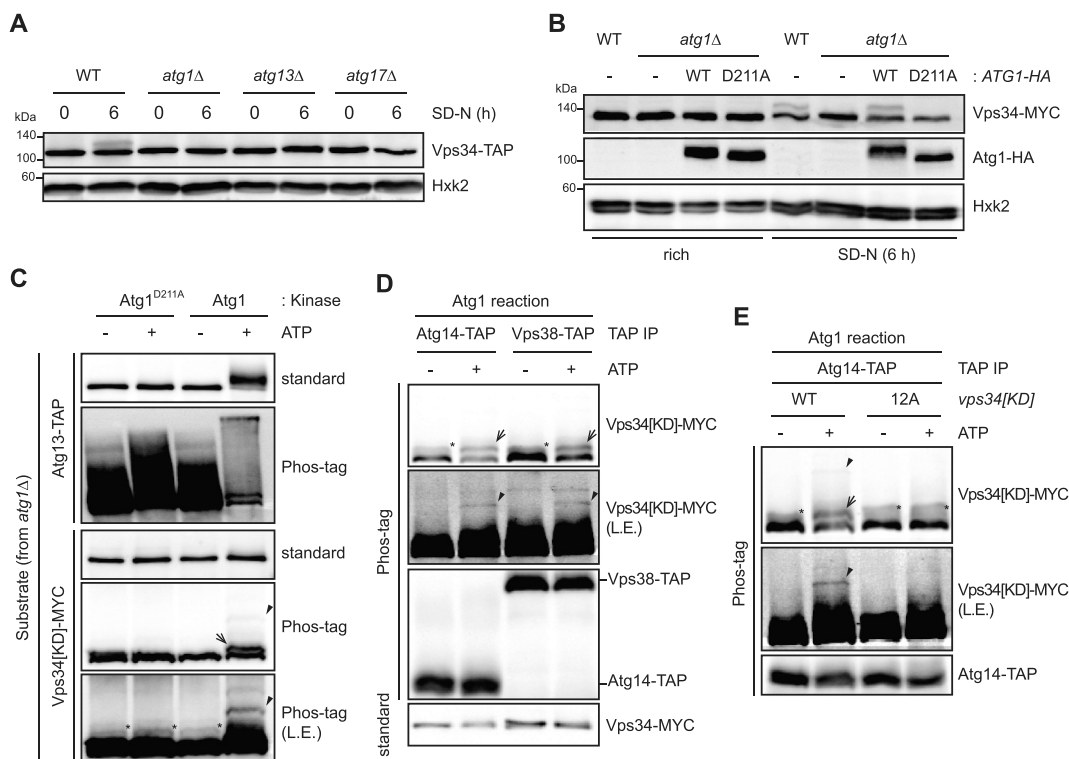 A
WT
atg1Δ
atg13Δ
atg17Δ
0 6 0 6 0 6 0 6 SD-N (h)
kDa
140
120
Vps34-TAP
60
Hxk2
B
WT atg1Δ WT atg1Δ
- - WT D211A - - WT D211A : ATG1-HA
kDa
140
Vps34-MYC
100
Atg1-HA
60
Hxk2
rich SD-N (6 h)
C
Atg1D211A Atg1 : Kinase
- + - + ATP
Substrate (from atg1Δ)
Atg13-TAP
standard
Phos-tag
Vps34[KD]-MYC
standard
Phos-tag
* * *
Phos-tag
(L.E.)
D
Atg1 reaction
Atg14-TAP Vps38-TAP TAP IP
- + - + ATP
Phos-tag
* *
Vps34[KD]-MYC
Vps34[KD]-MYC
(L.E.)
Vps38-TAP
Atg14-TAP
standard
Vps34-MYC
E
Atg1 reaction
Atg14-TAP TAP IP
WT 12A vps34[KD]
- + - + ATP
Phos-tag
* * *
Vps34[KD]-MYC
Vps34[KD]-MYC
(L.E.)
Atg14-TAP